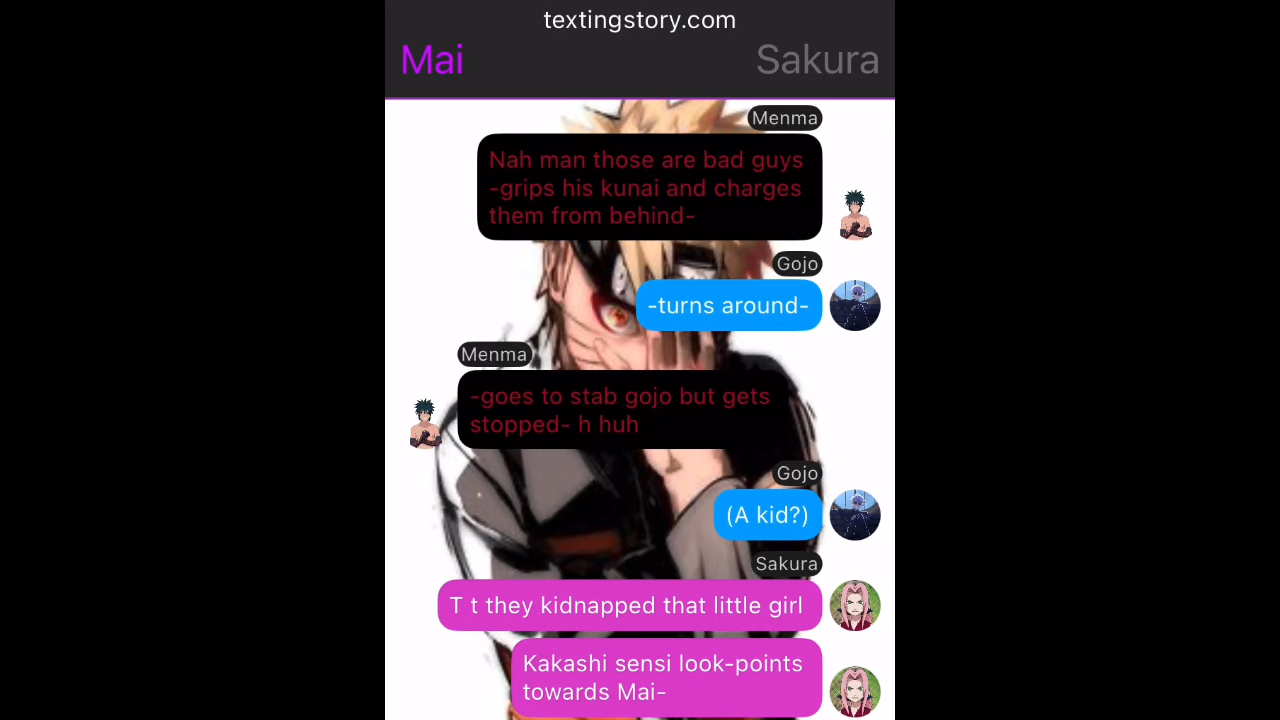 textingstory.com
Mai
Sakura
Menma
Nah man those are bad guys
-grips his kunai and charges
them from behind-
Gojo
-turns around-
Menma
-goes to stab gojo but gets
stopped- h huh
Gojo
(A kid?)
Sakura
T t they kidnapped that little girl
Kakashi sensi look-points
towards Mai-